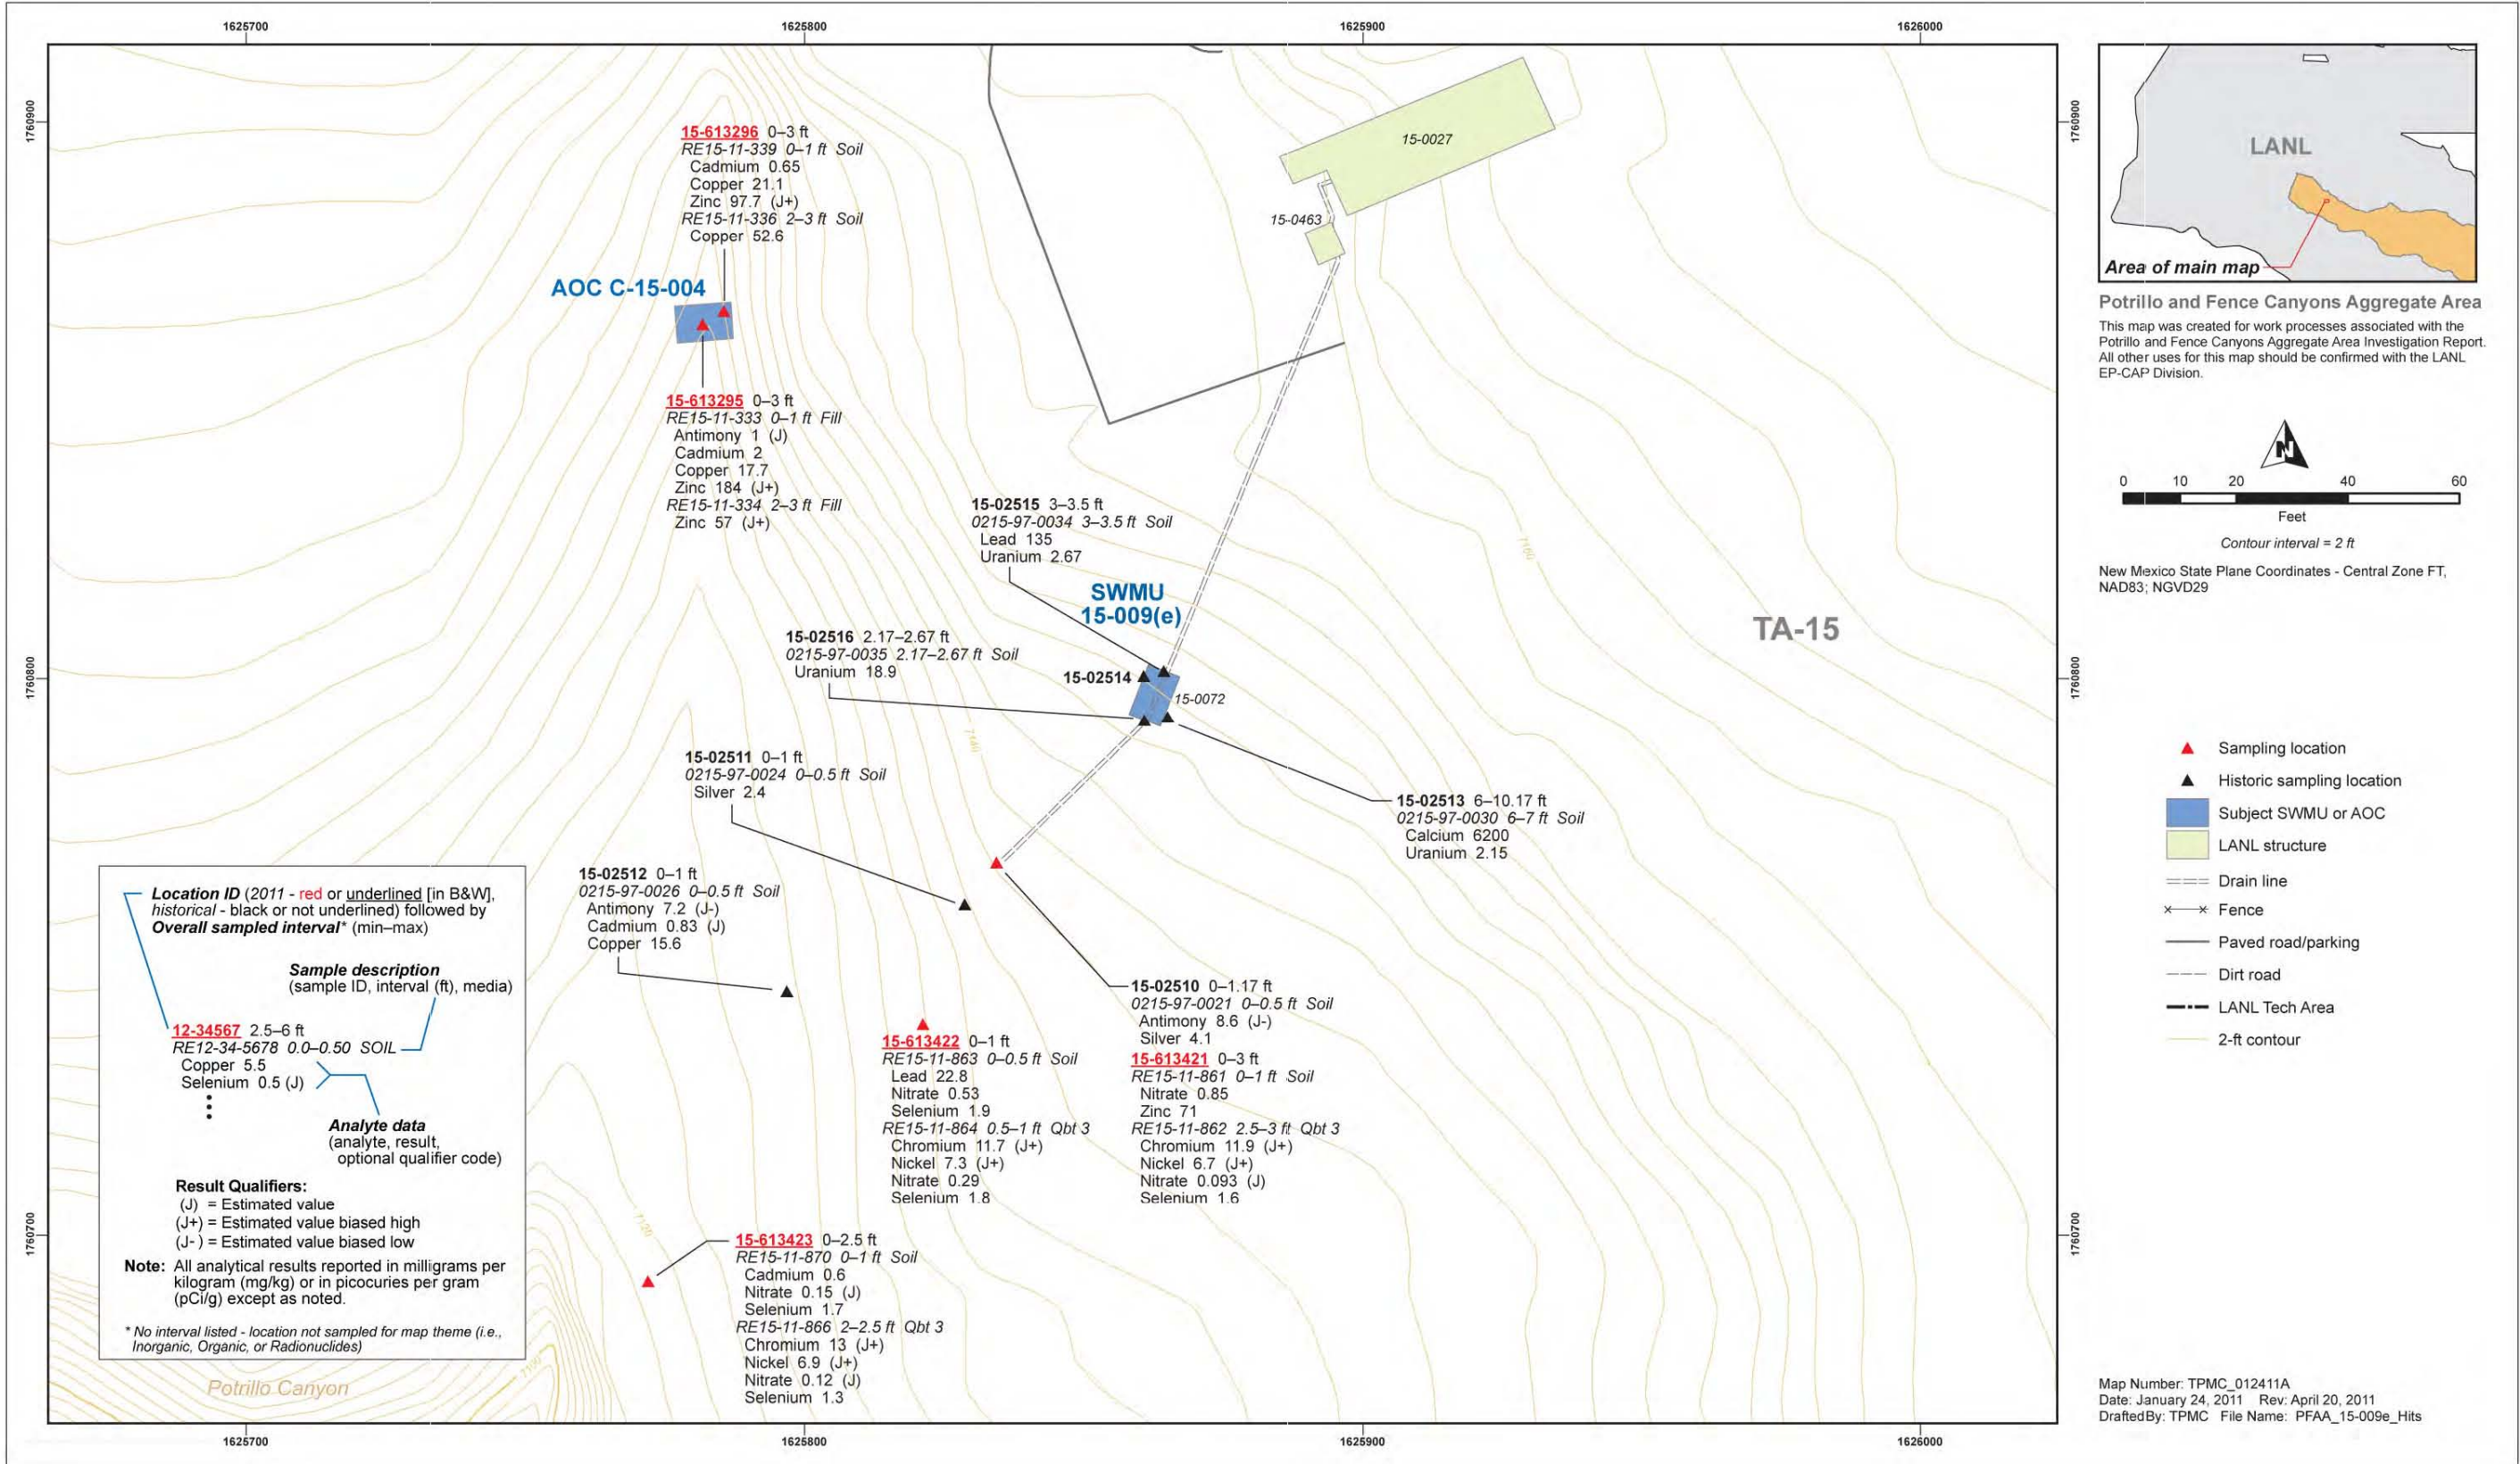 1625700
1625800
1625900
1626000
1760900
1760900
15-613296 0–3 ft
RE15-11-339 0–1 ft Soil
Cadmium 0.65
Copper 21.1
Zinc 97.7 (J+)
RE15-11-336 2–3 ft Soil
Copper 52.6
AOC C-15-004
15-613295 0–3 ft
RE15-11-333 0–1 ft Fill
Antimony 1 (J)
Cadmium 2
Copper 17.7
Zinc 184 (J+)
RE15-11-334 2–3 ft Fill
Zinc 57 (J+)
15-0027
15-0463
15-02515 3–3.5 ft
0215-97-0034 3–3.5 ft Soil
Lead 135
Uranium 2.67
SWMU
15-009(e)
7160
TA-15
15-02516 2.17–2.67 ft
0215-97-0035 2.17–2.67 ft Soil
Uranium 18.9
15-02514
15-0072
1760800
1760800
7140
15-02511 0–1 ft
0215-97-0024 0–0.5 ft Soil
Silver 2.4
15-02513 6–10.17 ft
0215-97-0030 6–7 ft Soil
Calcium 6200
Uranium 2.15
15-02512 0–1 ft
0215-97-0026 0–0.5 ft Soil
Antimony 7.2 (J-)
Cadmium 0.83 (J)
Copper 15.6
15-02510 0–1.17 ft
0215-97-0021 0–0.5 ft Soil
Antimony 8.6 (J-)
Silver 4.1
15-613421 0–3 ft
RE15-11-861 0–1 ft Soil
Nitrate 0.85
Zinc 71
RE15-11-862 2.5–3 ft Qbt 3
Chromium 11.9 (J+)
Nickel 6.7 (J+)
Nitrate 0.093 (J)
Selenium 1.6
15-613422 0–1 ft
RE15-11-863 0–0.5 ft Soil
Lead 22.8
Nitrate 0.53
Selenium 1.9
RE15-11-864 0.5–1 ft Qbt 3
Chromium 11.7 (J+)
Nickel 7.3 (J+)
Nitrate 0.29
Selenium 1.8
7120
15-613423 0–2.5 ft
RE15-11-870 0–1 ft Soil
Cadmium 0.6
Nitrate 0.15 (J)
Selenium 1.7
RE15-11-866 2–2.5 ft Qbt 3
Chromium 13 (J+)
Nickel 6.9 (J+)
Nitrate 0.12 (J)
Selenium 1.3
1760700
1760700
7100
Potrillo Canyon
Location ID (2011 - red or underlined [in B&W],
historical - black or not underlined) followed by
Overall sampled interval* (min–max)
Sample description
(sample ID, interval (ft), media)
12-34567 2.5–6 ft
RE12-34-5678 0.0–0.50 SOIL
Copper 5.5
Selenium 0.5 (J)
Analyte data
(analyte, result,
optional qualifier code)
Result Qualifiers:
(J) = Estimated value
(J+) = Estimated value biased high
(J- ) = Estimated value biased low
Note: All analytical results reported in milligrams per
kilogram (mg/kg) or in picocuries per gram
(pCi/g) except as noted.
* No interval listed - location not sampled for map theme (i.e.,
Inorganic, Organic, or Radionuclides)
1625700
1625800
1625900
1626000
LANL
Area of main map
Potrillo and Fence Canyons Aggregate Area
This map was created for work processes associated with the
Potrillo and Fence Canyons Aggregate Area Investigation Report.
All other uses for this map should be confirmed with the LANL
EP-CAP Division.
N
0 10 20 40 60
Feet
Contour interval = 2 ft
New Mexico State Plane Coordinates - Central Zone FT,
NAD83; NGVD29
Sampling location
Historic sampling location
Subject SWMU or AOC
LANL structure
Drain line
Fence
Paved road/parking
Dirt road
LANL Tech Area
2-ft contour
Map Number: TPMC_012411A
Date: January 24, 2011 Rev: April 20, 2011
DraftedBy: TPMC File Name: PFAA_15-009e_Hits